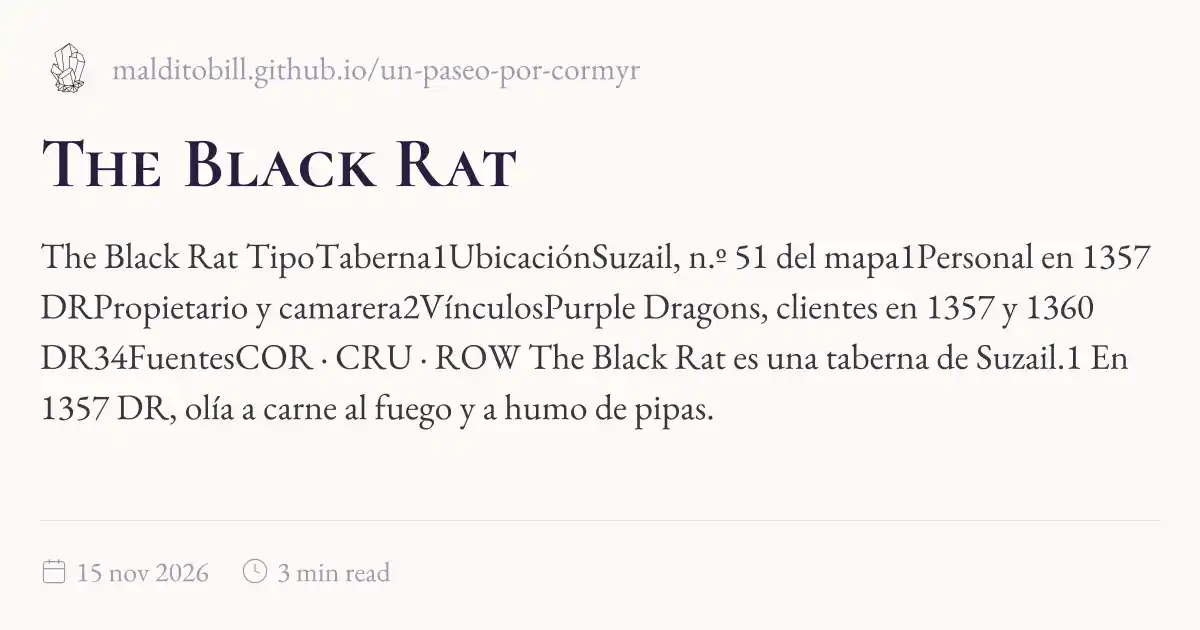 malditobill.github.io/un-paseo-por-cormyr
The Black Rat
The Black Rat TipoTaberna1UbicaciónSuzail, n.º 51 del mapa1Personal en 1357
DRPropietario y camarera2VínculosPurple Dragons, clientes en 1357 y 1360
DR34FuentesCOR · CRU · ROW The Black Rat es una taberna de Suzail.1 En
1357 DR, olía a carne al fuego y a humo de pipas.
15 nov 2026 3 min read